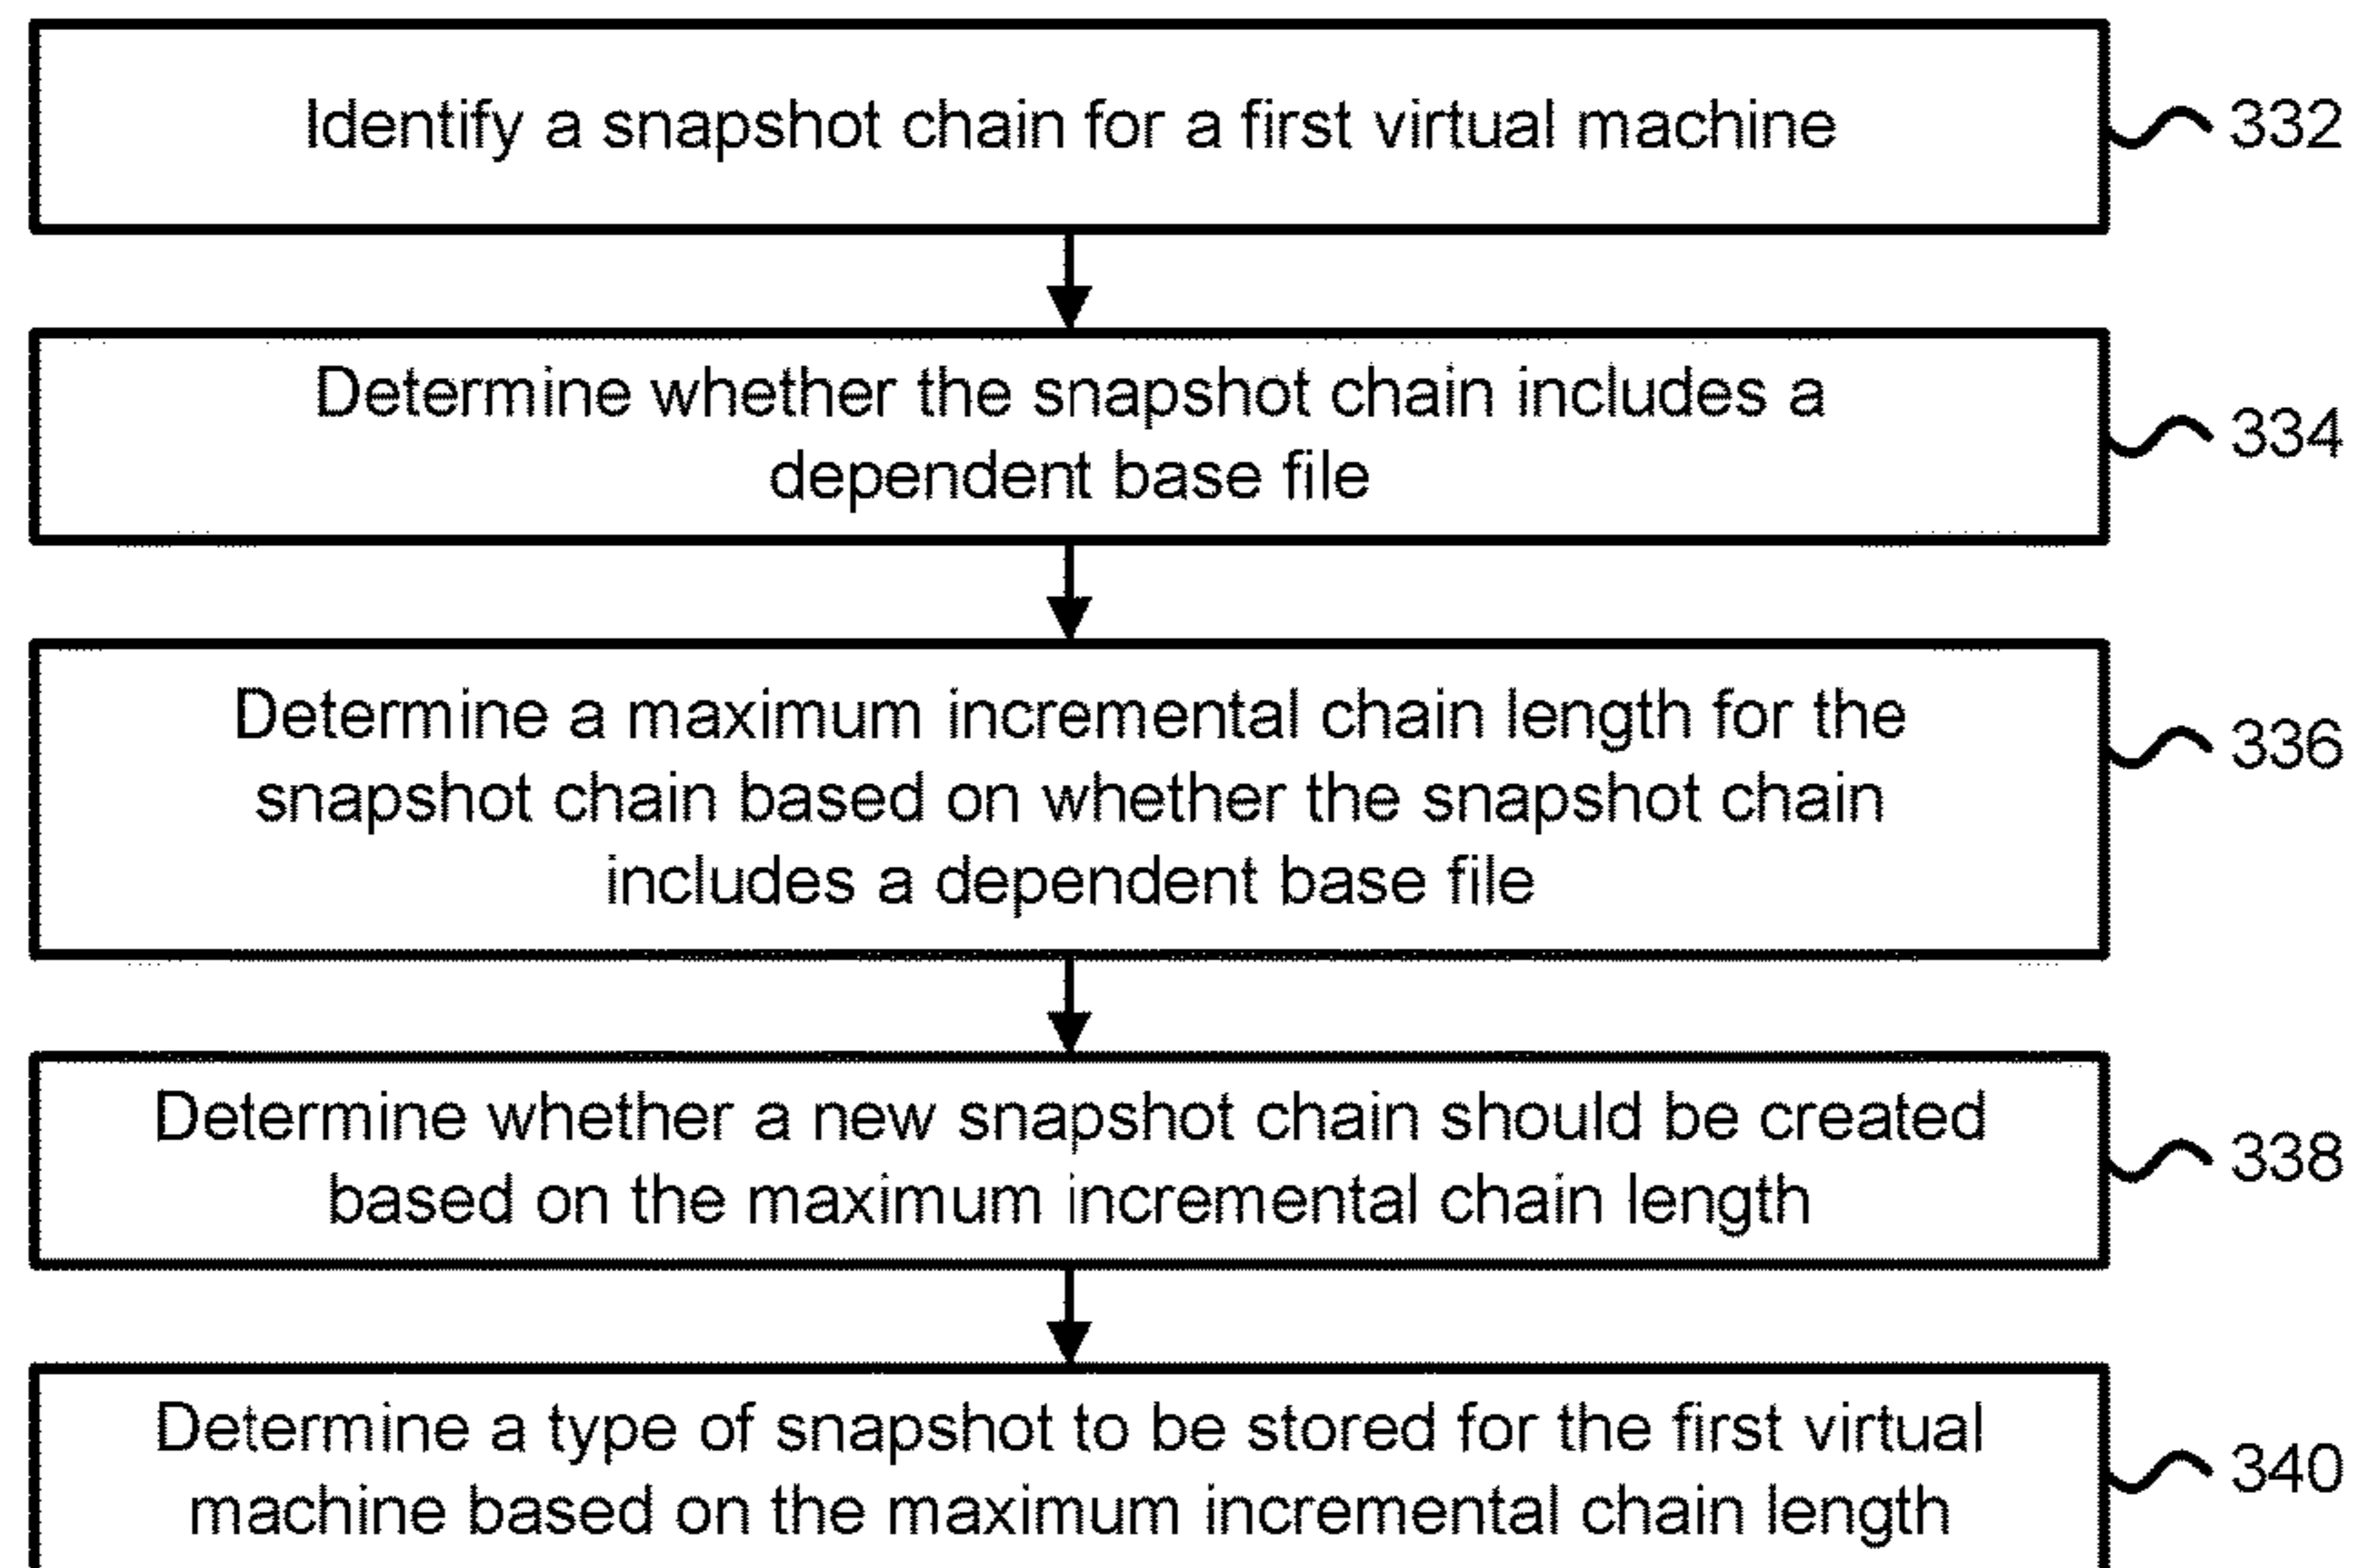 Identify a snapshot chain for a first virtual machine
332
Determine whether the snapshot chain includes a
dependent base file
334
Determine a maximum incremental chain length for the
snapshot chain based on whether the snapshot chain
includes a dependent base file
336
Determine whether a new snapshot chain should be created
based on the maximum incremental chain length
338
Determine a type of snapshot to be stored for the first virtual
machine based on the maximum incremental chain length
340